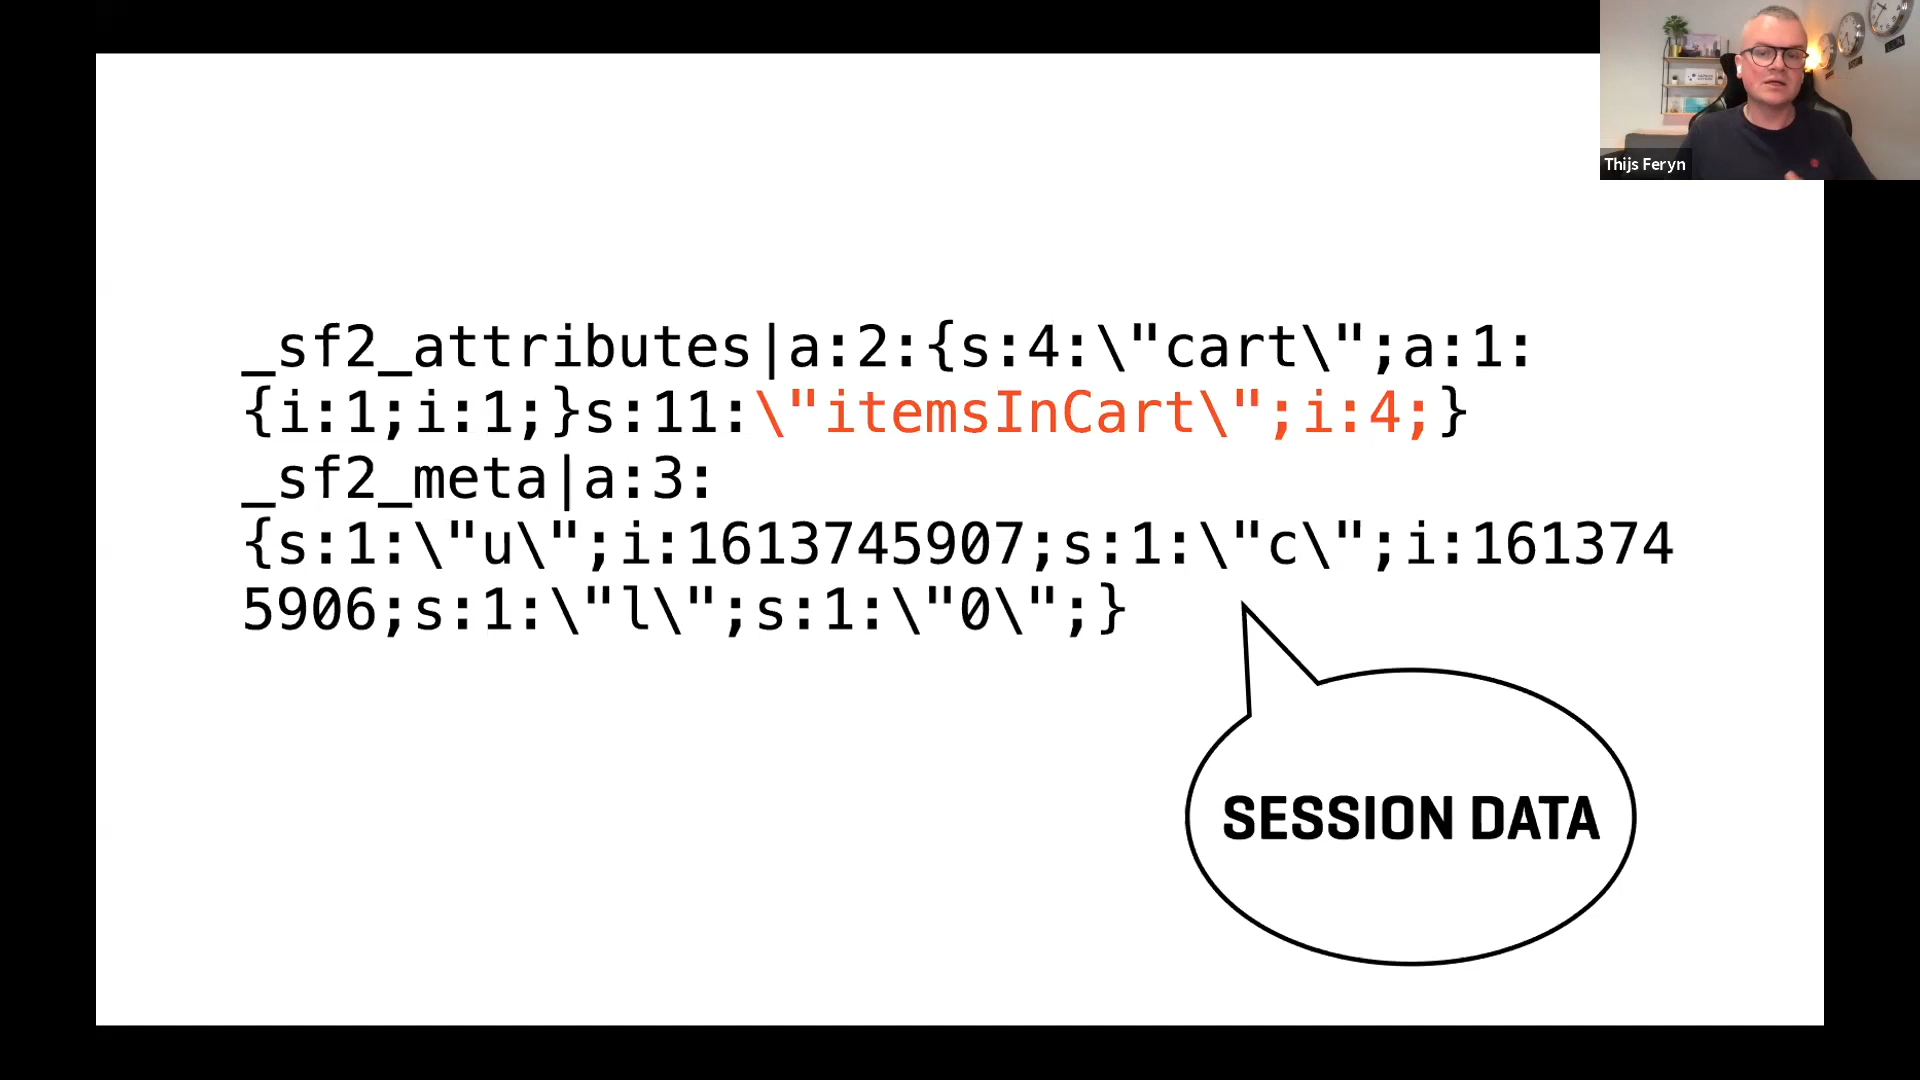 _sf2_attributes|a:2:{s:4:\"cart\";a:1:
{i:1;i:1;}s:11:\"itemsInCart\";i:4;}
_sf2_meta|a:3:
{s:1:\"u\";i:1613745907;s:1:\"c\";i:161374
5906;s:1:\"l\";s:1:\"0\";}
SESSION DATA
Thijs Feryn